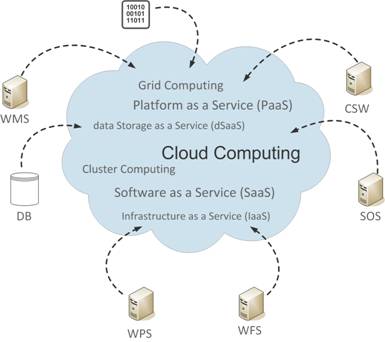 10010
00101
11011
Grid Computing
Platform as a Service (PaaS)
WMS
CSW
data Storage as a Service (dSaaS)
Cloud Computing
Cluster Computing
Software as a Service (SaaS)
DB
SOS
Infrastructure as a Service (IaaS)
WPS
WFS